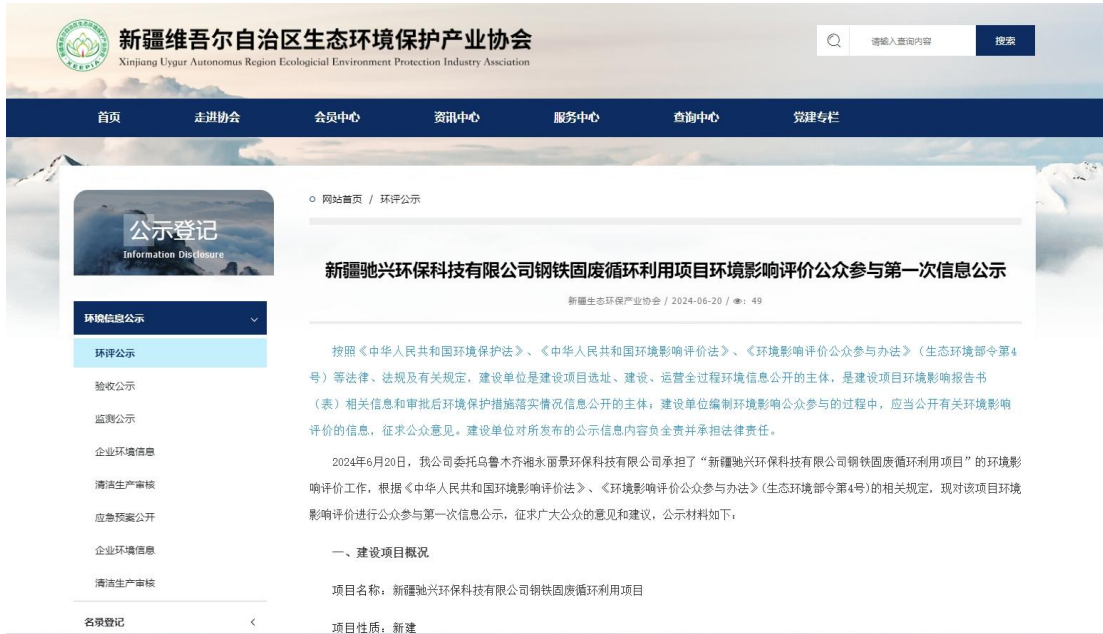 新疆维吾尔自治区生态环境保护产业协会
Xinjiang Uygur Autonomus Region Ecologicial Environment Protection Industry Assciation
请输入查询内容
搜索
首页
走进协会
会员中心
资讯中心
服务中心
查询中心
党建专栏
公示登记
Information Disclosure
环境信息公示
环评公示
验收公示
监测公示
企业环境信息
清洁生产审核
应急预案公开
企业环境信息
清洁生产审核
名录登记
网站首页 / 环评公示
新疆驰兴环保科技有限公司钢铁固废循环利用项目环境影响评价公众参与第一次信息公示
新疆生态环保产业协会 / 2024-06-20 / : 49
按照《中华人民共和国环境保护法》、《中华人民共和国环境影响评价法》、《环境影响评价公众参与办法》（生态环境部令第4
号）等法律、法规及有关规定，建设单位是建设项目选址、建设、运营全过程环境信息公开的主体，是建设项目环境影响报告书
（表）相关信息和审批后环境保护措施落实情况信息公开的主体；建设单位编制环境影响公众参与的过程中，应当公开有关环境影响
评价的信息，征求公众意见。建设单位对所发布的公示信息内容负全责并承担法律责任。
2024年6月20日，我公司委托乌鲁木齐湘永丽景环保科技有限公司承担了“新疆驰兴环保科技有限公司钢铁固废循环利用项目”的环境影
响评价工作，根据《中华人民共和国环境影响评价法》、《环境影响评价公众参与办法》(生态环境部令第4号)的相关规定，现对该项目环境
影响评价进行公众参与第一次信息公示，征求广大公众的意见和建议，公示材料如下：
一、建设项目概况
项目名称：新疆驰兴环保科技有限公司钢铁固废循环利用项目
项目性质：新建